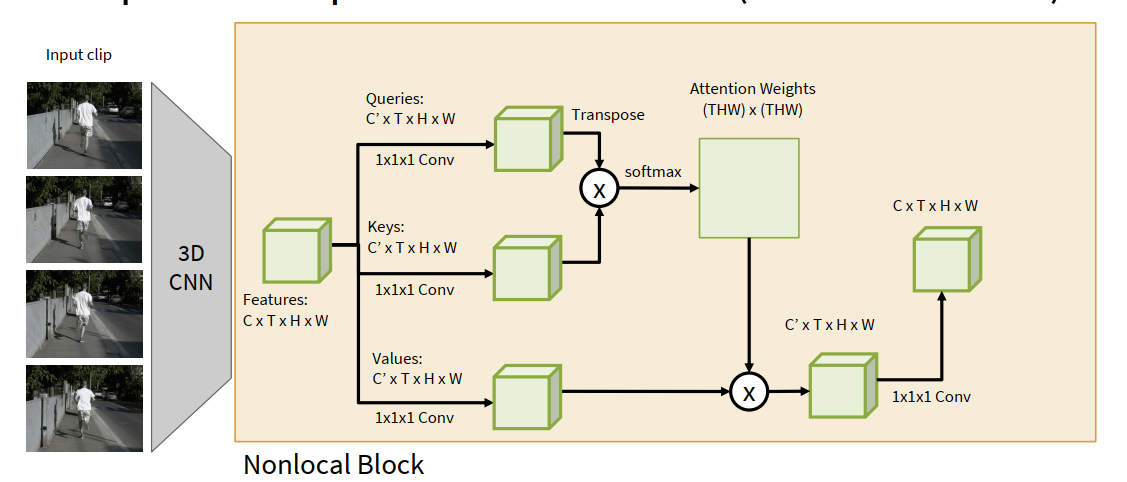 Input clip
3D
CNN
Features:
C x T x H x W
Queries:
C’ x T x H x W
1x1x1 Conv
Keys:
C’ x T x H x W
1x1x1 Conv
Values:
C’ x T x H x W
1x1x1 Conv
Transpose
X
softmax
Attention Weights
(THW) x (THW)
X
C’ x T x H x W
1x1x1 Conv
C x T x H x W
Nonlocal Block